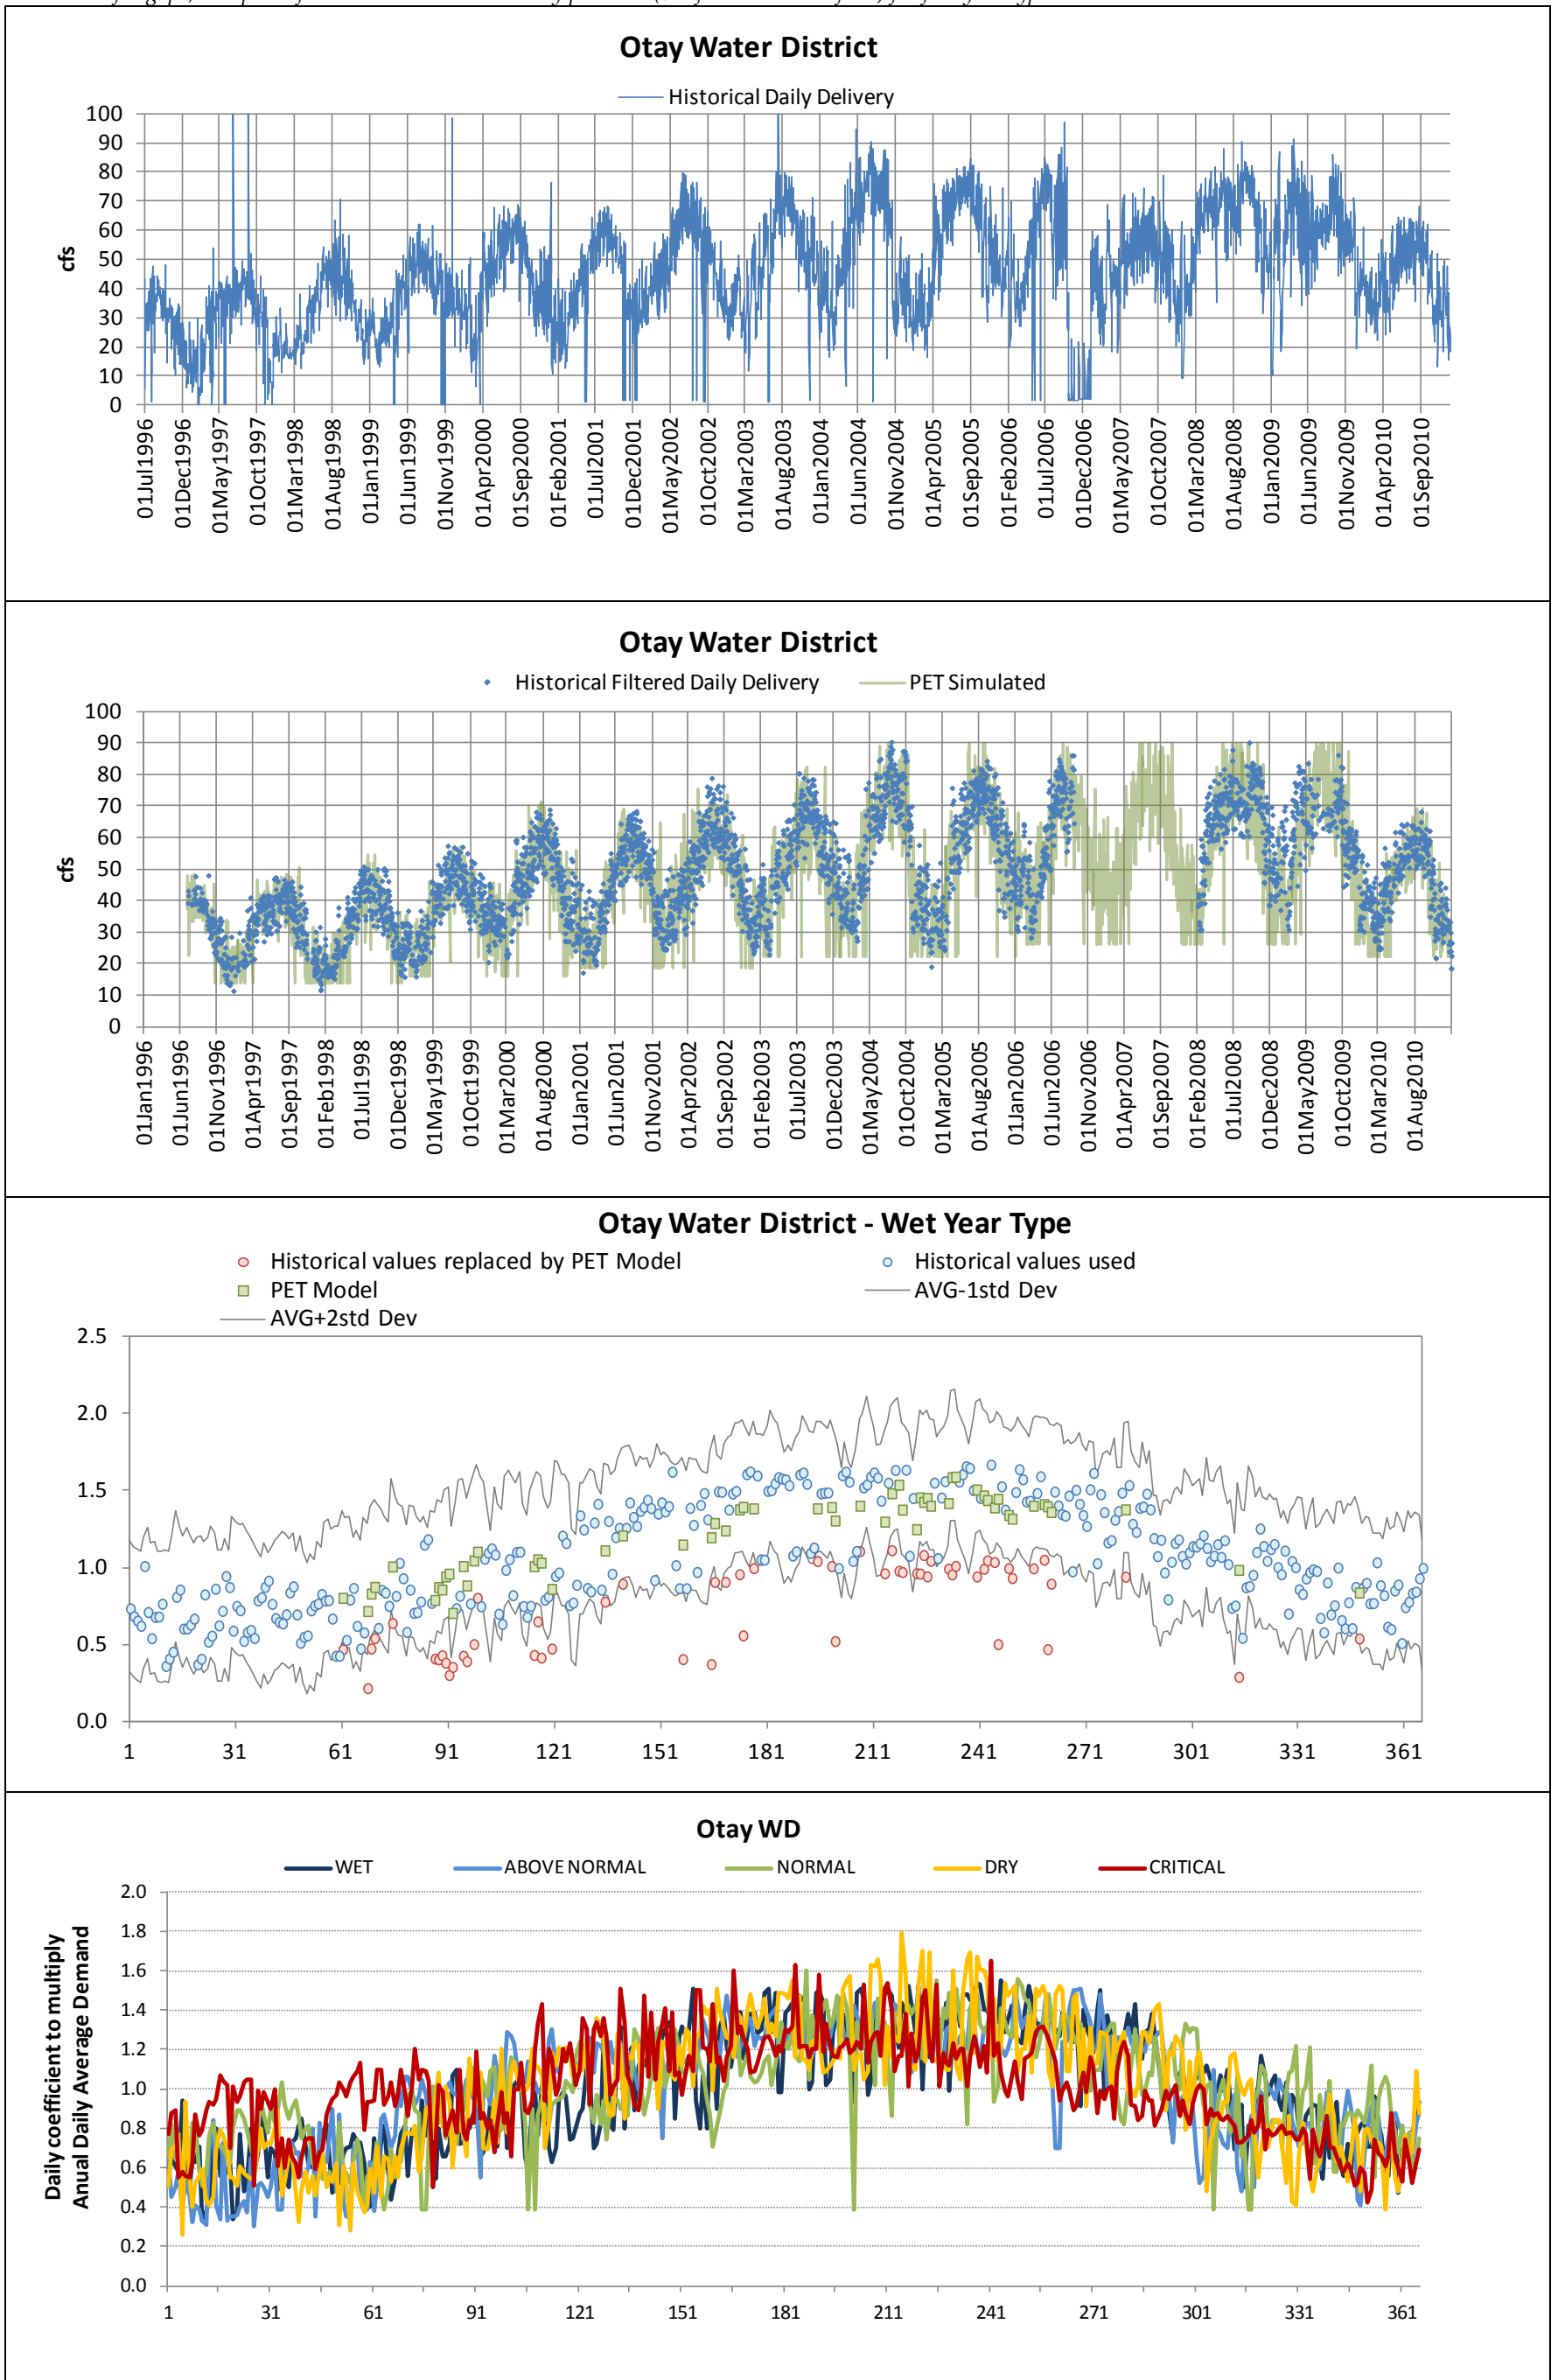 Otay Water District
Historical Daily Delivery
100
90
80
70
60
50
40
30
20
10
0
cfs
01Jul1996
01Dec1996
01May1997
01Oct1997
01Mar1998
01Aug1998
01Jan1999
01Jun1999
01Nov1999
01Apr2000
01Sep2000
01Feb2001
01Jul2001
01Dec2001
01May2002
01Oct2002
01Mar2003
01Aug2003
01Jan2004
01Jun2004
01Nov2004
01Apr2005
01Sep2005
01Feb2006
01Jul2006
01Dec2006
01May2007
01Oct2007
01Mar2008
01Aug2008
01Jan2009
01Jun2009
01Nov2009
01Apr2010
01Sep2010
Otay Water District
Historical Filtered Daily Delivery PET Simulated
100
90
80
70
60
50
40
30
20
10
0
cfs
01Jan1996
01Jun1996
01Nov1996
01Apr1997
01Sep1997
01Feb1998
01Jul1998
01Dec1998
01May1999
01Oct1999
01Mar2000
01Aug2000
01Jan2001
01Jun2001
01Nov2001
01Apr2002
01Sep2002
01Feb2003
01Jul2003
01Dec2003
01May2004
01Oct2004
01Mar2005
01Aug2005
01Jan2006
01Jun2006
01Nov2006
01Apr2007
01Sep2007
01Feb2008
01Jul2008
01Dec2008
01May2009
01Oct2009
01Mar2010
01Aug2010
Otay Water District - Wet Year Type
Historical values replaced by PET Model Historical values used
PET Model AVG-1std Dev
AVG+2std Dev
2.5
2.0
1.5
1.0
0.5
0.0
1 31 61 91 121 151 181 211 241 271 301 331 361
Otay WD
WET ABOVE NORMAL NORMAL DRY CRITICAL
2.0
1.8
1.6
1.4
1.2
1.0
0.8
0.6
0.4
0.2
0.0
Daily coefficient to multiply
Anual Daily Average Demand
1 31 61 91 121 151 181 211 241 271 301 331 361